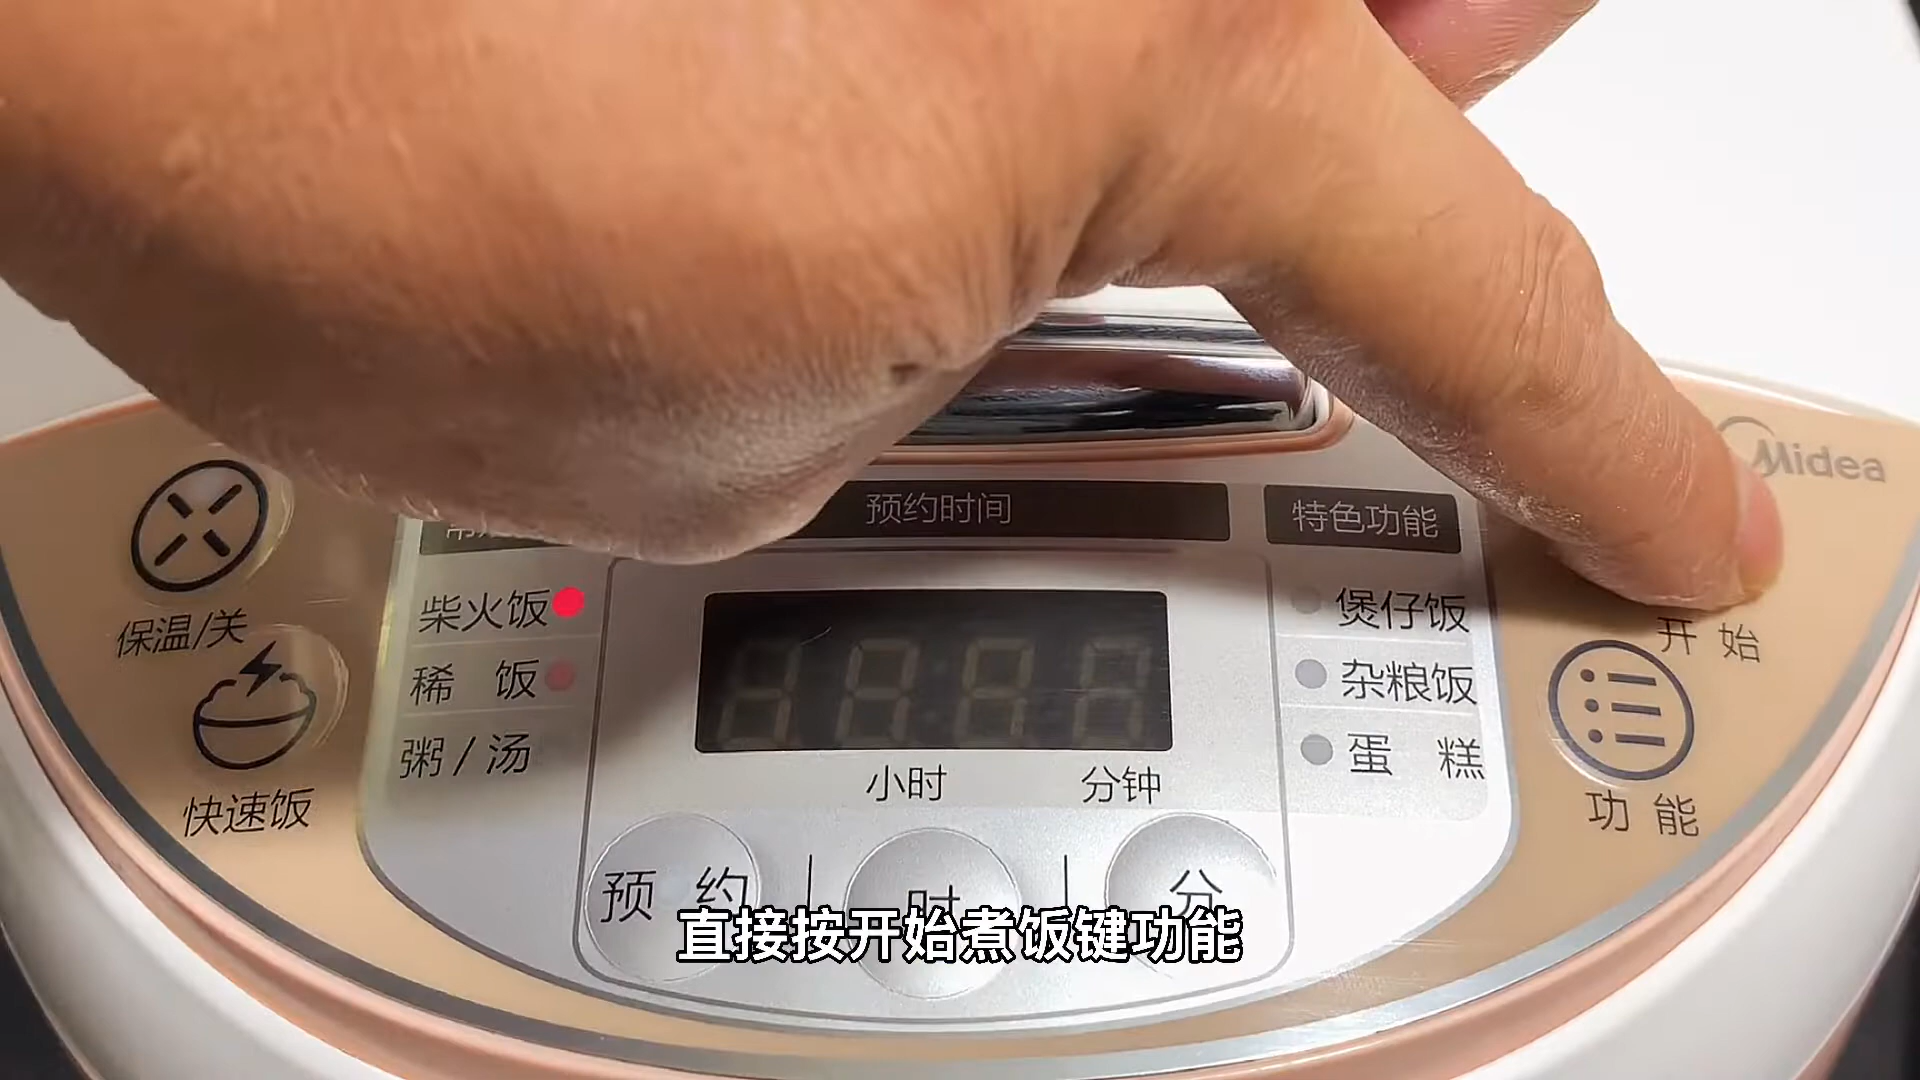 Midea
预约时间
特色功能
保温/关
柴火饭
煲仔饭
开始
稀饭
杂粮饭
粥/汤
蛋糕
快速饭
小时
分钟
功能
预约
时
分
直接按开始煮饭键功能